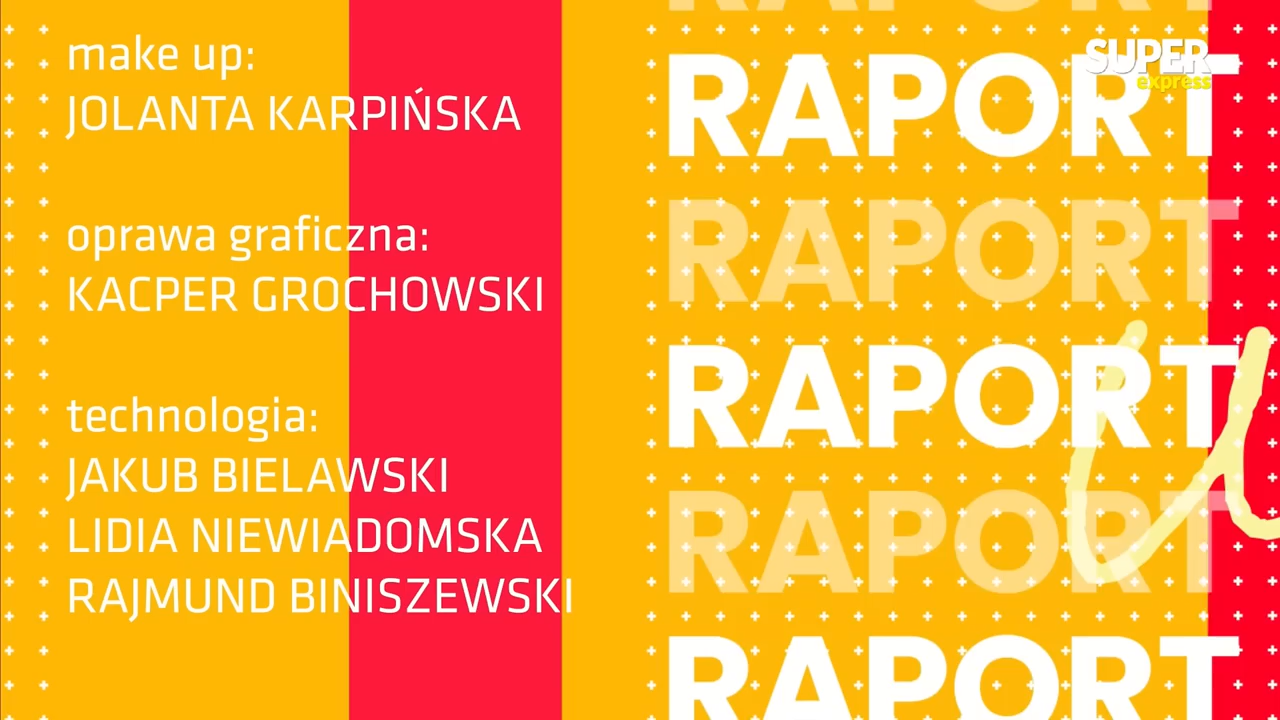 make up:
JOLANTA KARPIŃSKA
oprawa graficzna:
KACPER GROCHOWSKI
technologia:
JAKUB BIELAWSKI
LIDIA NIEWIADOMSKA
RAJMUND BINISZEWSKI
RAPORT
RAPORT
RAPORT
RAPORT
RAPORT
RAPORT
SUPER
express
u